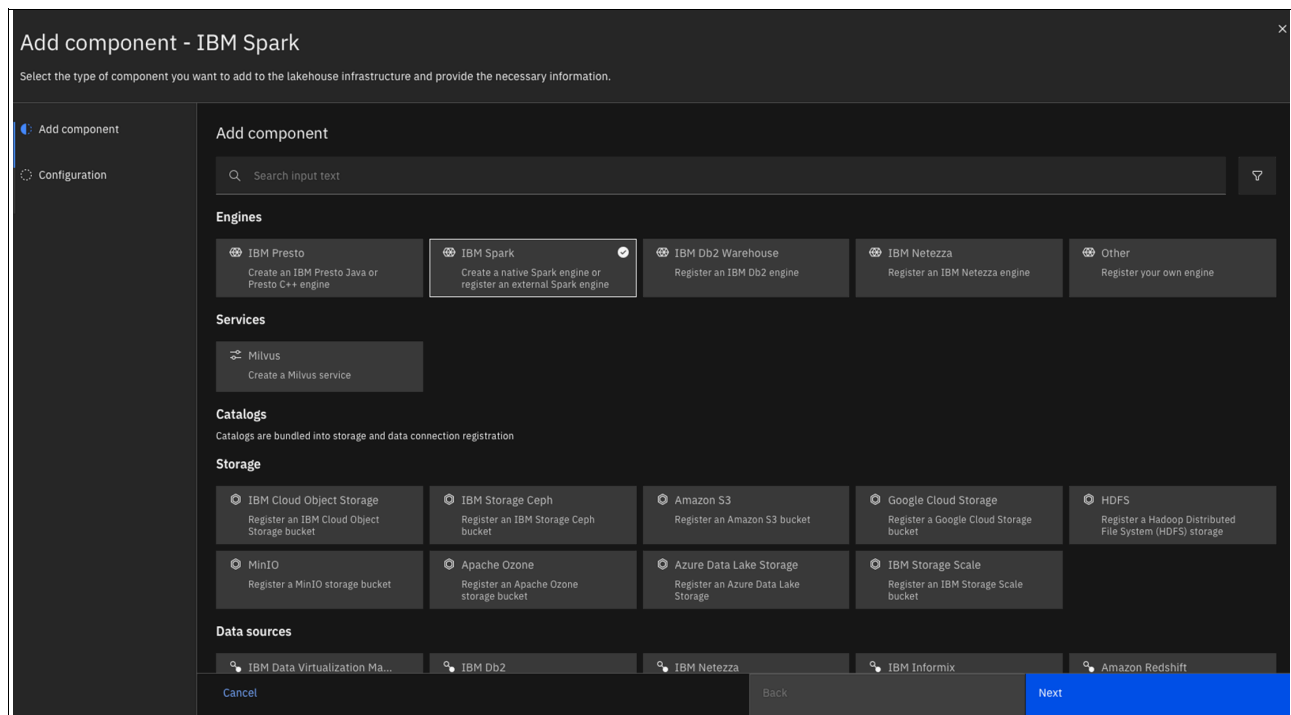 Add component - IBM Spark
Select the type of component you want to add to the lakehouse infrastructure and provide the necessary information.
Add component
Configuration
Add component
Search input text
Engines
IBM Presto
Create an IBM Presto Java or
Presto C++ engine
IBM Spark
Create a native Spark engine or
register an external Spark engine
IBM Db2 Warehouse
Register an IBM Db2 engine
IBM Netezza
Register an IBM Netezza engine
Other
Register your own engine
Services
Milvus
Create a Milvus service
Catalogs
Catalogs are bundled into storage and data connection registration
Storage
IBM Cloud Object Storage
Register an IBM Cloud Object
Storage bucket
IBM Storage Ceph
Register an IBM Storage Ceph
bucket
Amazon S3
Register an Amazon S3 bucket
Google Cloud Storage
Register a Google Cloud Storage
bucket
HDFS
Register a Hadoop Distributed
File System (HDFS) storage
MinIO
Register a MinIO storage bucket
Apache Ozone
Register an Apache Ozone
storage bucket
Azure Data Lake Storage
Register an Azure Data Lake
Storage
IBM Storage Scale
Register an IBM Storage Scale
bucket
Data sources
IBM Data Virtualization Ma...
IBM Db2
IBM Netezza
IBM Informix
Amazon Redshift
Cancel
Back
Next